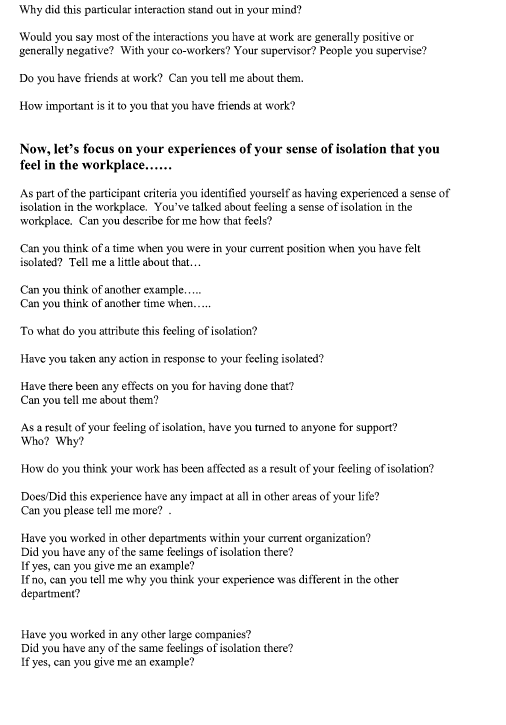 Why did this particular interaction stand out in your mind?
Would you say most of the interactions you have at work are generally positive or
generally negative?  With your co-workers? Your supervisor? People you supervise?
Do you have friends at work?  Can you tell me about them.
How important is it to you that you have friends at work?
Now, let's focus on your experiences of your sense of isolation that you
feel in the workplace……
As part of the participant criteria you identified yourself as having experienced a sense of
isolation in the workplace.  You've talked about feeling a sense of isolation in the
workplace.  Can you describe for me how that feels?
Can you think of a time when you were in your current position when you have felt
isolated?  Tell me a little about that…
Can you think of another example…..
Can you think of another time when…..
To what do you attribute this feeling of isolation?
Have you taken any action in response to your feeling isolated?
Have there been any effects on you for having done that?
Can you tell me about them?
As a result of your feeling of isolation, have you turned to anyone for support?
Who?  Why?
How do you think your work has been affected as a result of your feeling of isolation?
Does/Did this experience have any impact at all in other areas of your life?
Can you please tell me more?  .
Have you worked in other departments within your current organization?
Did you have any of the same feelings of isolation there?
If yes, can you give me an example?
If no, can you tell me why you think your experience was different in the other
department?
Have you worked in any other large companies?
Did you have any of the same feelings of isolation there?
If yes, can you give me an example?